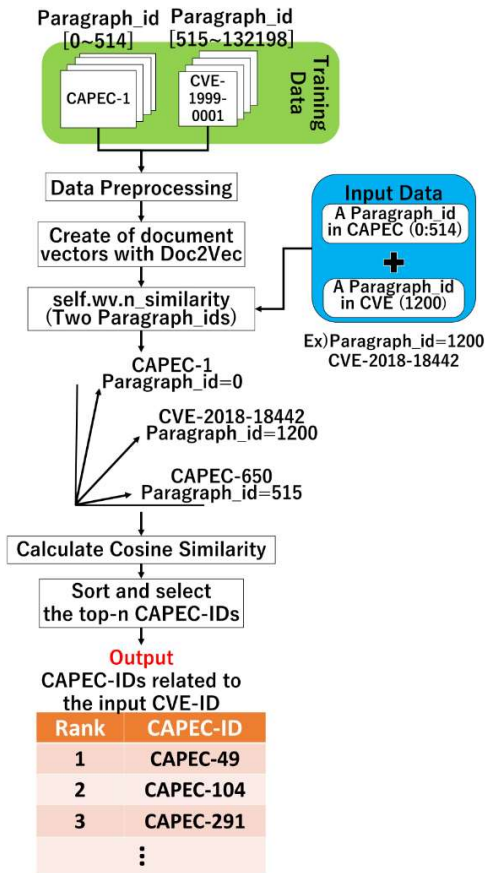 Paragraph_id
[0~514]
Paragraph_id
[515~132198]
CAPEC-1
CVE-
1999-
0001
Training
Data
Data Preprocessing
Create of document
vectors with Doc2Vec
Input Data
A Paragraph_id
in CAPEC (0:514)
+
A Paragraph_id
in CVE (1200)
Ex)Paragraph_id=1200
CVE-2018-18442
self.wv.n_similarity
(Two Paragraph_ids)
CAPEC-1
Paragraph_id=0
CVE-2018-18442
Paragraph_id=1200
CAPEC-650
Paragraph_id=515
Calculate Cosine Similarity
Sort and select
the top-n CAPEC-IDs
Output
CAPEC-IDs related to
the input CVE-ID
Rank CAPEC-ID
1 CAPEC-49
2 CAPEC-104
3 CAPEC-291
⋮